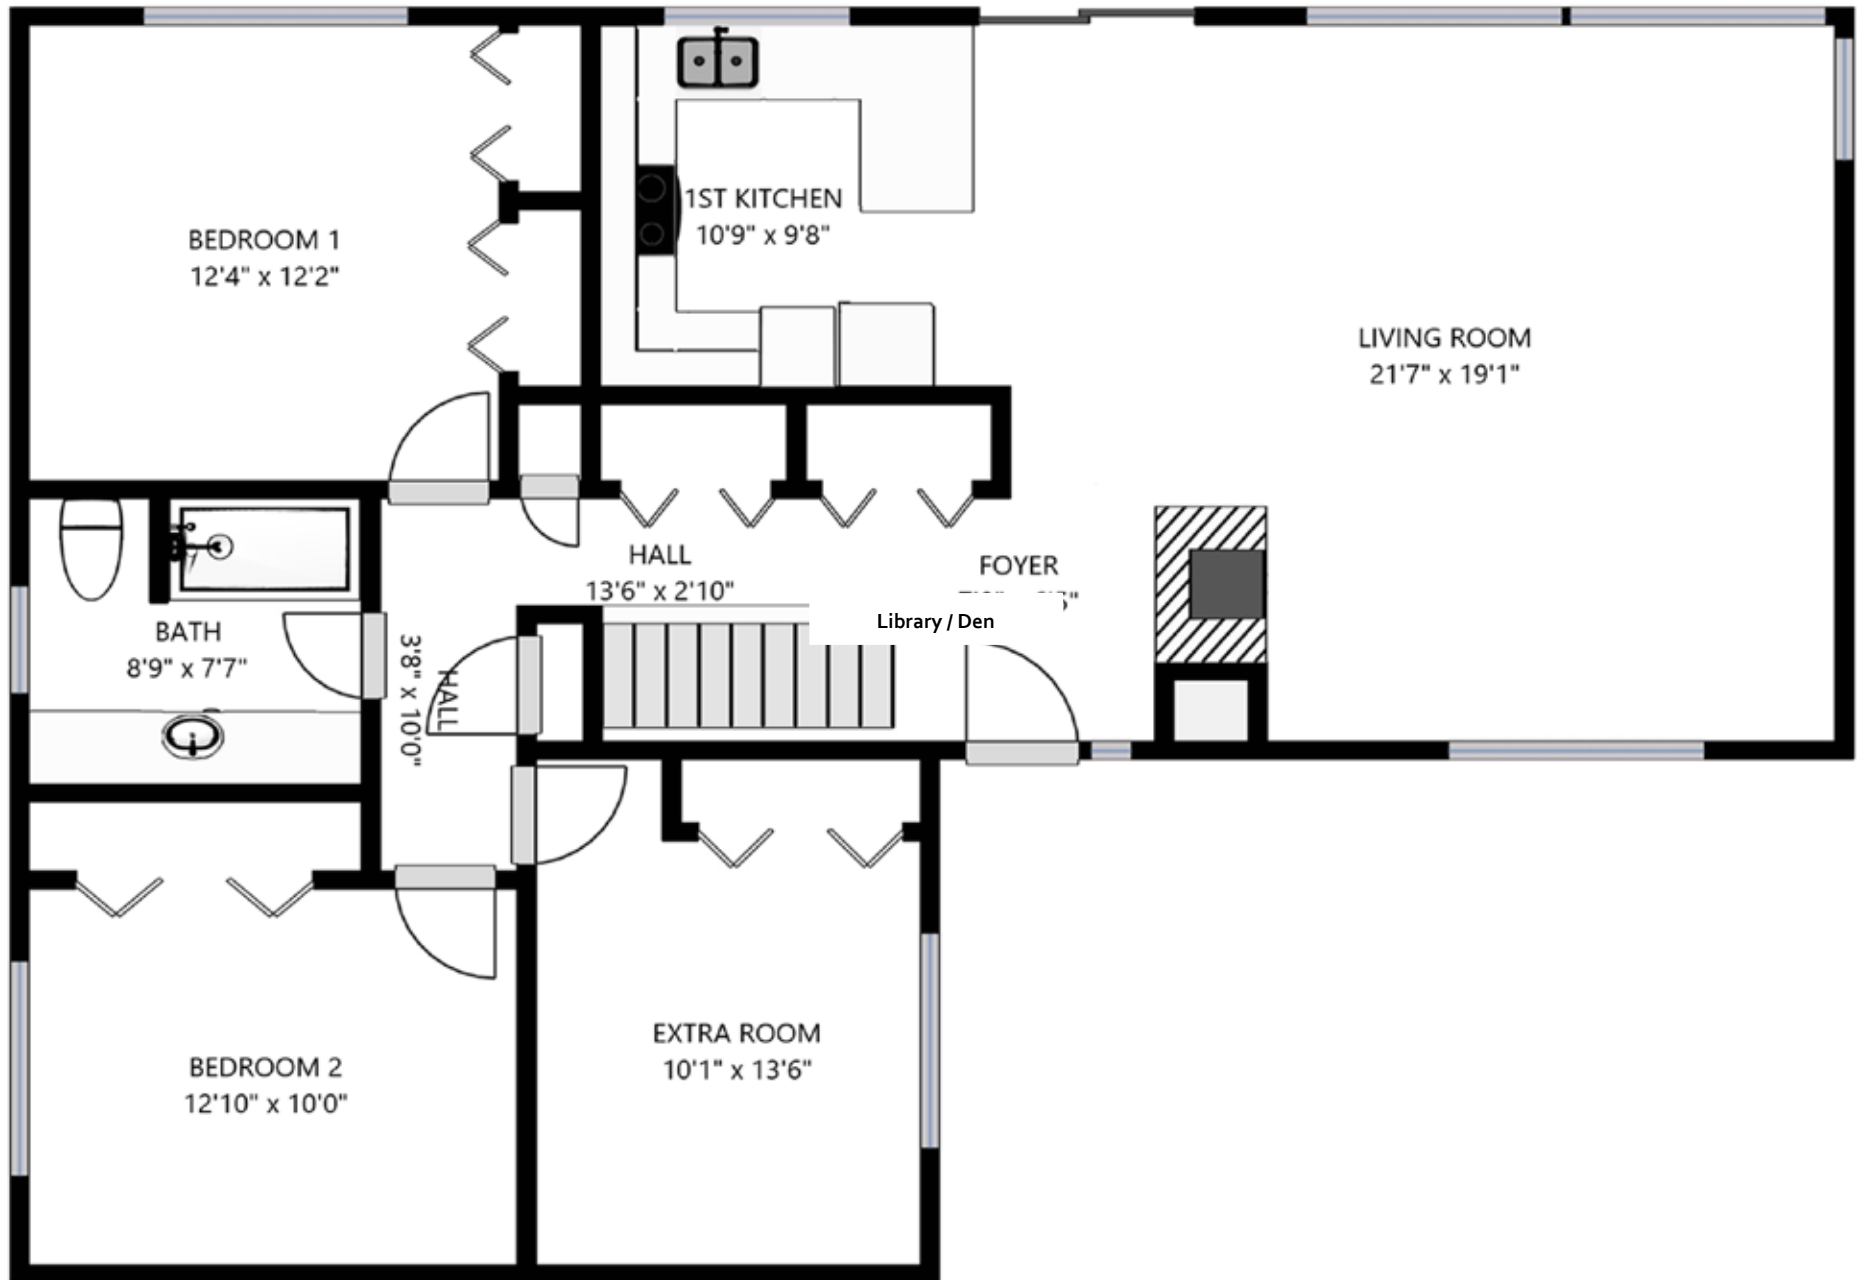 BEDROOM 1
12'4" x 12'2"
1ST KITCHEN
10'9" x 9'8"
LIVING ROOM
21'7" x 19'1"
HALL
13'6" x 2'10"
FOYER
Library / Den
BATH
8'9" x 7'7"
HALL
3'8" x 10'0"
BEDROOM 2
12'10" x 10'0"
EXTRA ROOM
10'1" x 13'6"